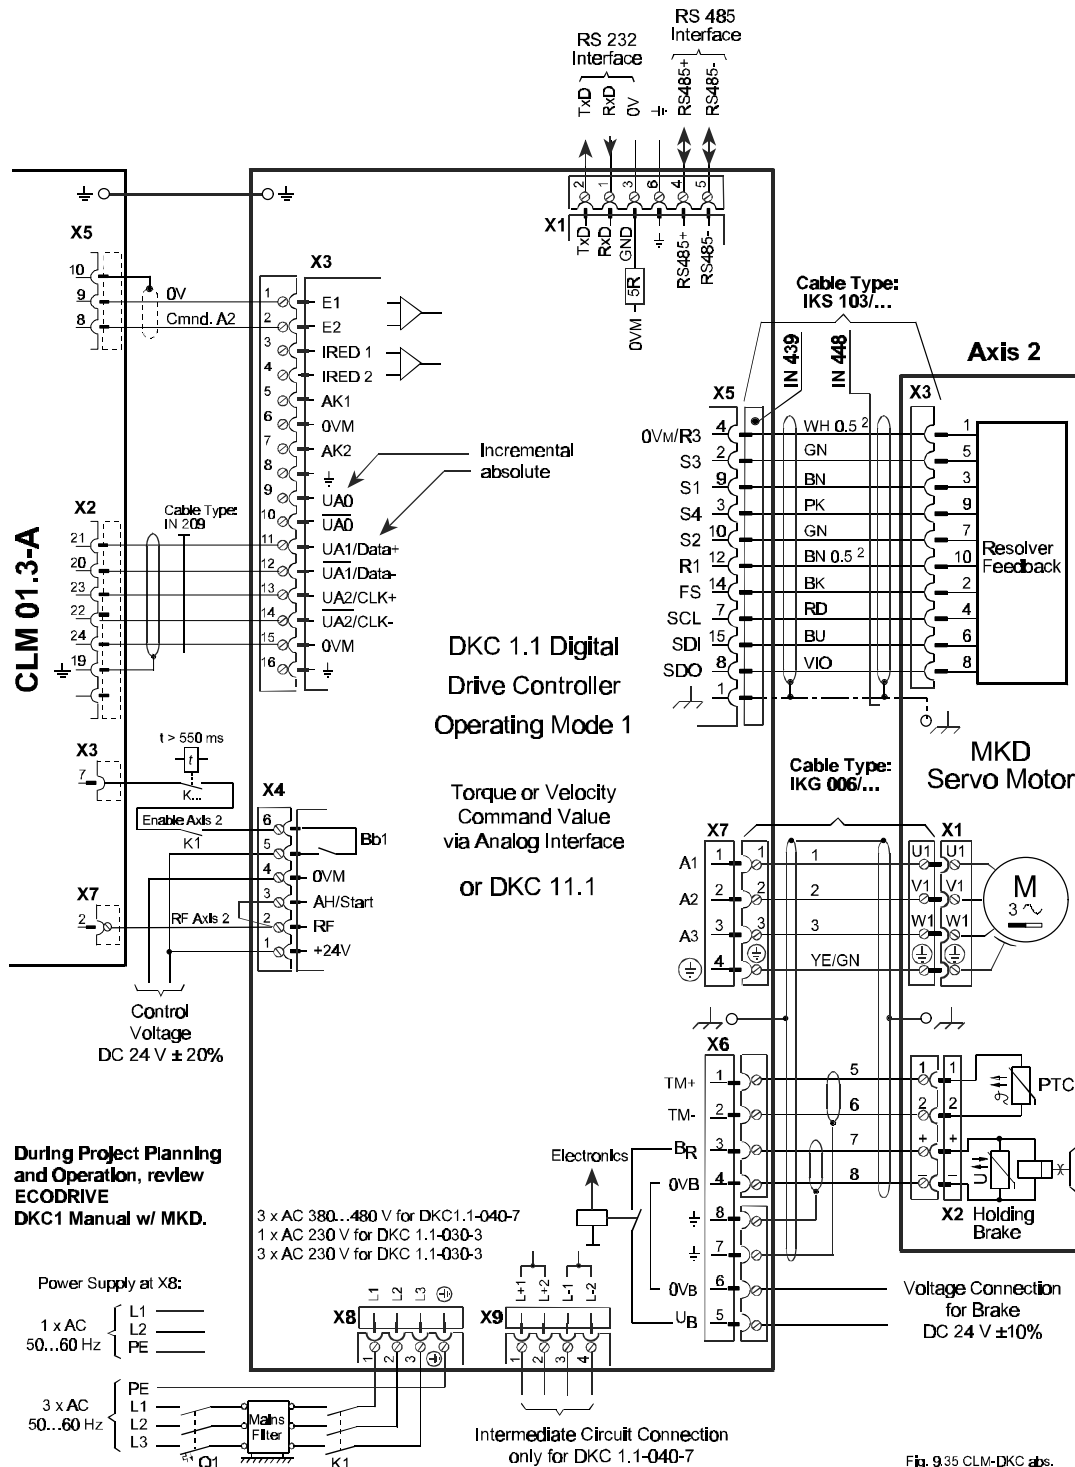 RS 485
Interface
RS 232
Interface
TxD
RxD
0V
RS485+
RS485-
2 1 3 6 4 5
X1
TxD
RxD
GND
RS485+
RS485-
5R
0VM
CLM 01.3-A
X5
10
9
8
0V
Cmnd. A2
X3
1 E1
2 E2
3 IRED 1
4 IRED 2
5 AK1
6 0VM
7 AK2
8
9 UA0
10 UA0
11 UA1/Data+
12 UA1/Data-
13 UA2/CLK+
14 UA2/CLK-
15 0VM
16
Incremental
absolute
X2
Cable Type:
IN 209
21
20
23
22
24
19
X3
7
t > 550 ms
t
K...
Enable Axis 2
K1
X4
6
5
4 0VM
3 AH/Start
2 RF
1 +24V
Bb1
X7
2
RF Axis 2
Control
Voltage
DC 24 V ± 20%
DKC 1.1 Digital
Drive Controller
Operating Mode 1
Torque or Velocity
Command Value
via Analog Interface
or DKC 11.1
Cable Type:
IKS 103/...
IN 439
IN 448
Axis 2
X5
X3
0VM/R3 4 WH 0.5 2 1
S3 2 GN 5
S1 9 BN 3
S4 3 PK 9
S2 10 GN 7
R1 12 BN 0.5 2 10
FS 14 BK 2
SCL 7 RD 4
SDI 15 BU 6
SDO 8 VIO 8
1
Resolver
Feedback
MKD
Servo Motor
Cable Type:
IKG 006/...
X7
X1
A1 1 1 1 U1 U1
A2 2 2 2 V1 V1
A3 3 3 3 W1 W1
4 YE/GN
M
3
X6
TM+ 1 5 1 1
TM- 2 6 2 2
BR 3 7 + +
0VB 4 8 - -
8
7
0VB 6
UB 5
PTC
U
X2 Holding
Brake
Electronics
Voltage Connection
for Brake
DC 24 V ±10%
During Project Planning
and Operation, review
ECODRIVE
DKC1 Manual w/ MKD.
3 x AC 380...480 V for DKC1.1-040-7
1 x AC 230 V for DKC 1.1-030-3
3 x AC 230 V for DKC 1.1-030-3
Power Supply at X8:
L1
L2
PE
1 x AC
50...60 Hz
PE
L1
L2
L3
3 x AC
50...60 Hz
Q1
Mains
Filter
K1
L1
L2
L3
X8
1 2 3
L+1
L+2
L-1
L-2
X9
1 2 3 4
Intermediate Circuit Connection
only for DKC 1.1-040-7
Fig. 9.35 CLM-DKC abs.